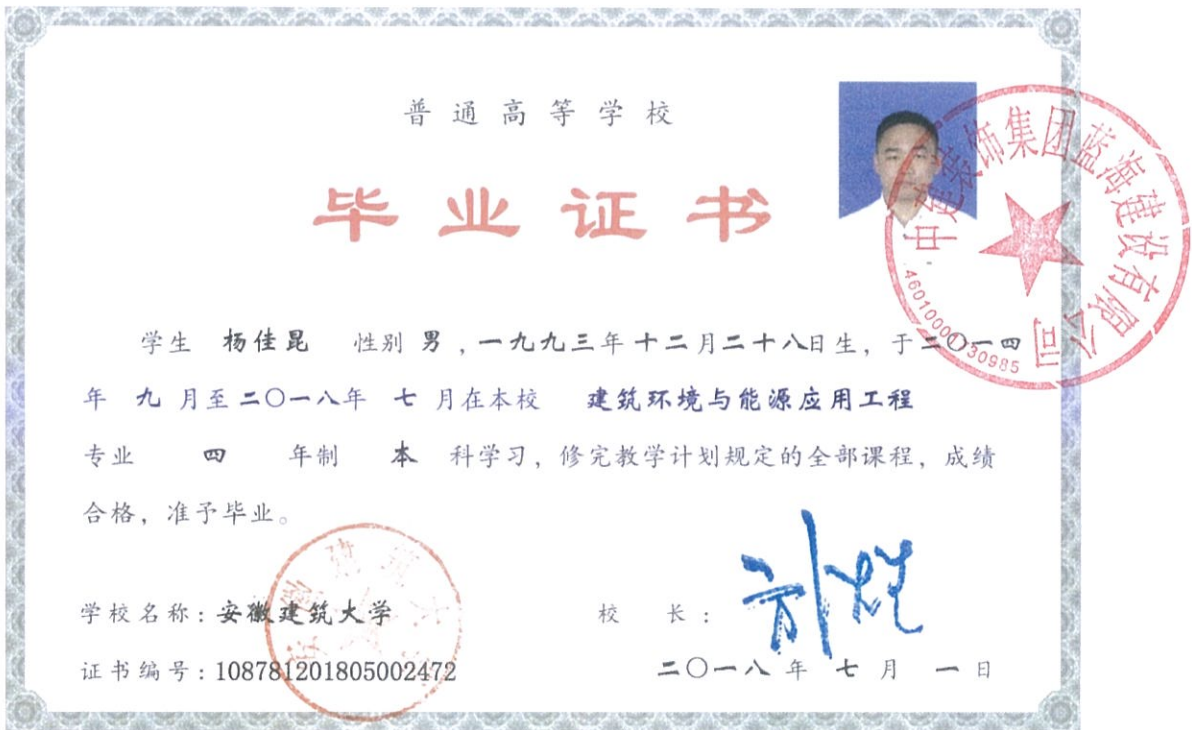 普通高等学校
毕业证书
中建装饰集团蓝海建设有限公司
学生 杨佳昆 性别 男，一九九三年十二月二十八日生，于二〇一四
年 九 月至二〇一八年 七 月在本校 建筑环境与能源应用工程
专业 四 年制 本 科学习，修完教学计划规定的全部课程，成绩
合格，准予毕业。
学校名称：安徽建筑大学
校 长：
证书编号：108781201805002472
二〇一八 年 七 月 一 日